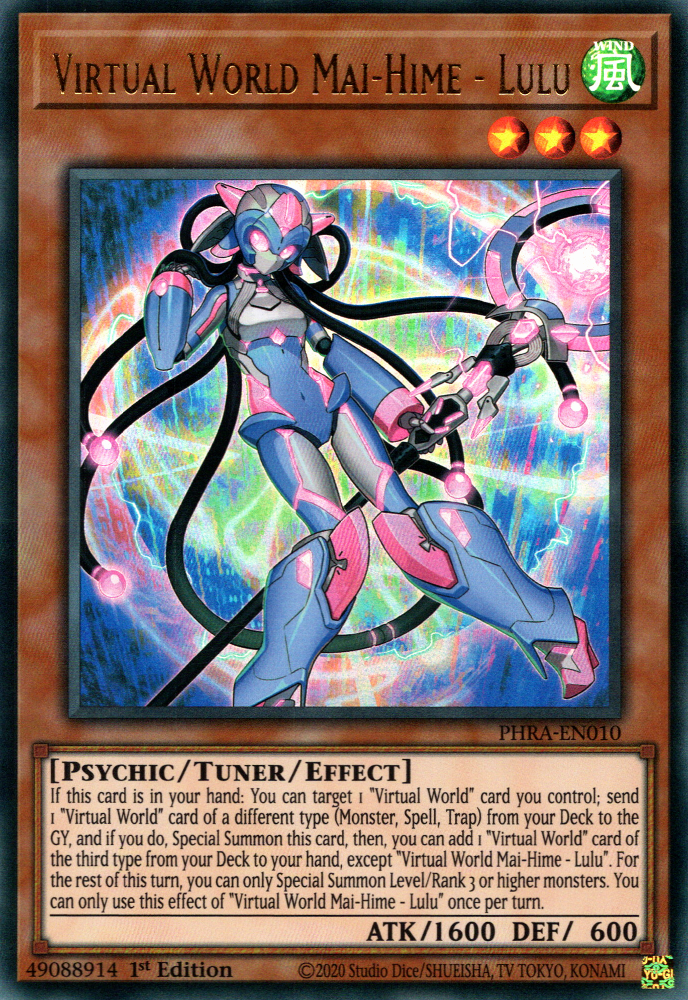 Virtual World Mai-Hime - Lulu
WIND
風
PHRA-EN010
[Psychic/Tuner/Effect]
If this card is in your hand: You can target 1 "Virtual World" card you control; send
1 "Virtual World" card of a different type (Monster, Spell, Trap) from your Deck to the
GY, and if you do, Special Summon this card, then, you can add 1 "Virtual World" card of
the third type from your Deck to your hand, except "Virtual World Mai-Hime - Lulu". For
the rest of this turn, you can only Special Summon Level/Rank 3 or higher monsters. You
can only use this effect of "Virtual World Mai-Hime - Lulu" once per turn.
ATK/1600 DEF/ 600
49088914 1st Edition ©2020 Studio Dice/SHUEISHA, TV TOKYO, KONAMI